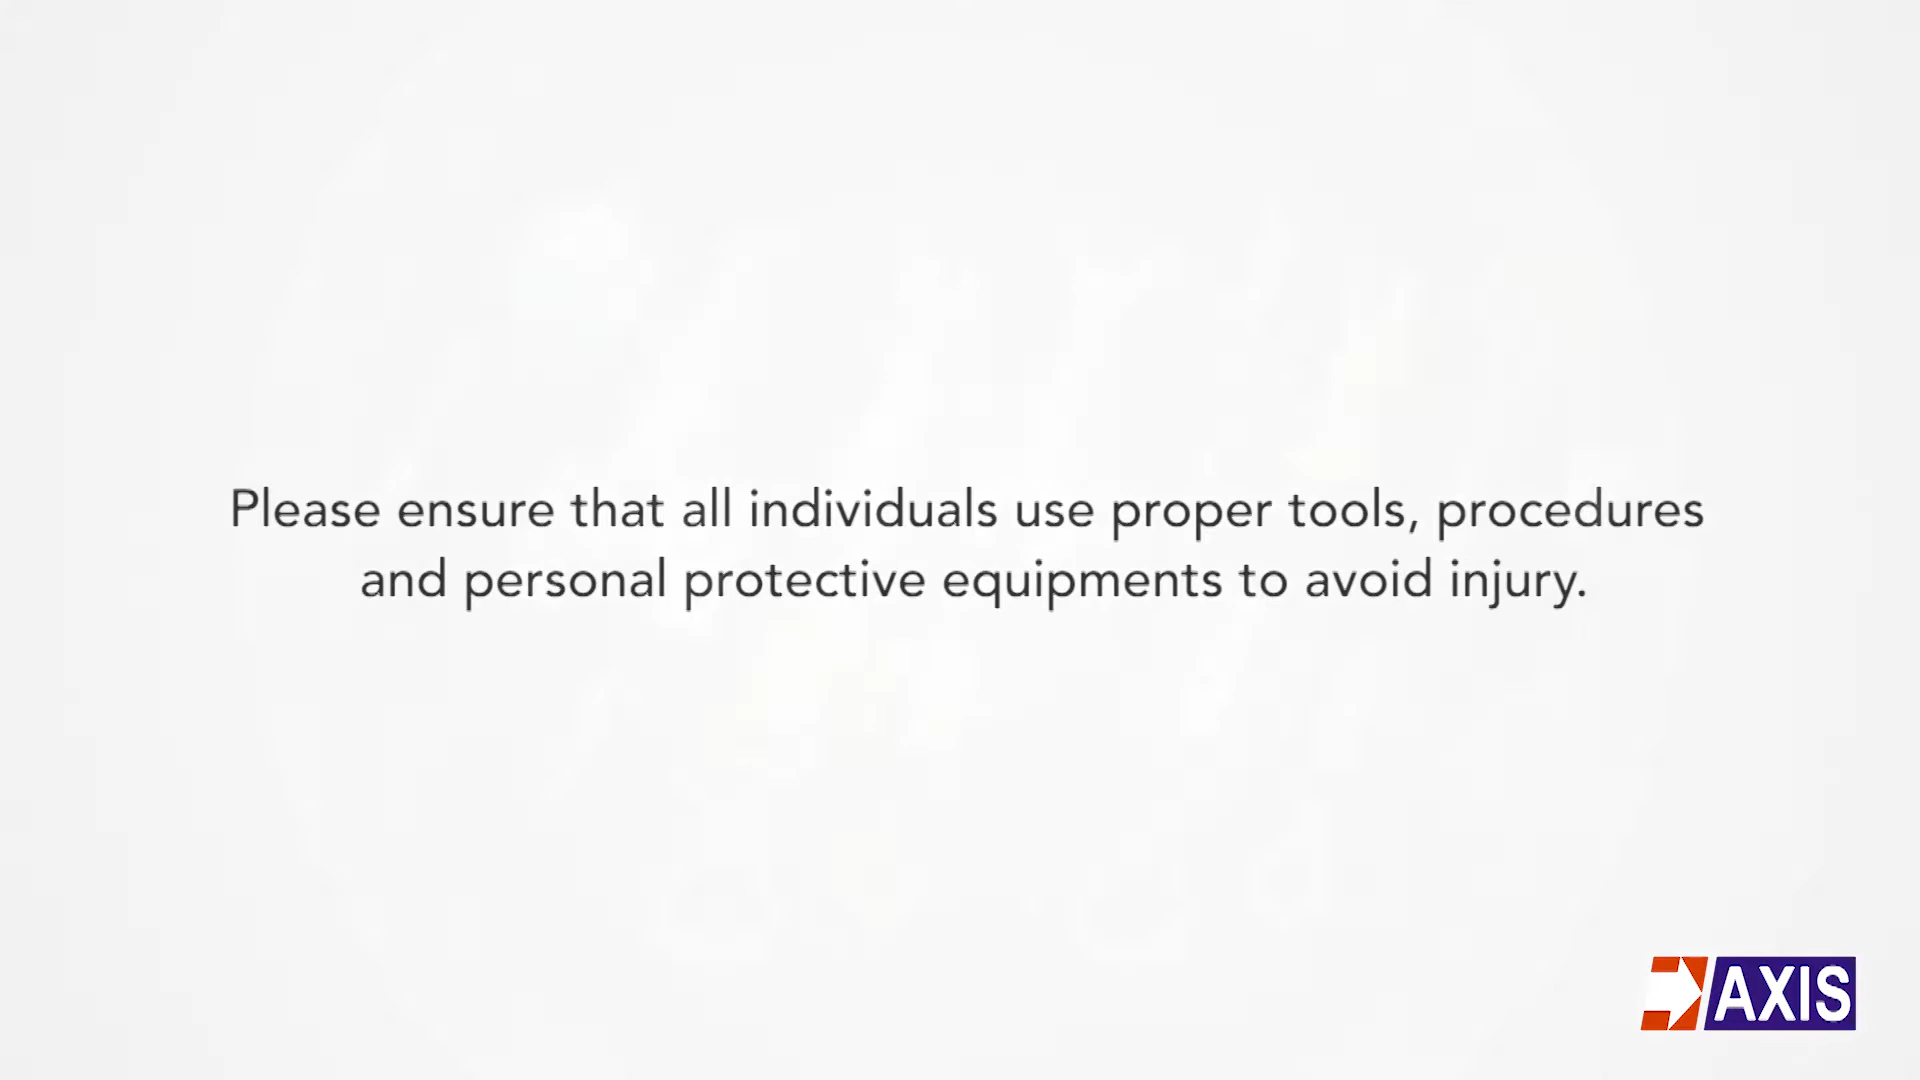 Please ensure that all individuals use proper tools, procedures
and personal protective equipments to avoid injury.
AXIS